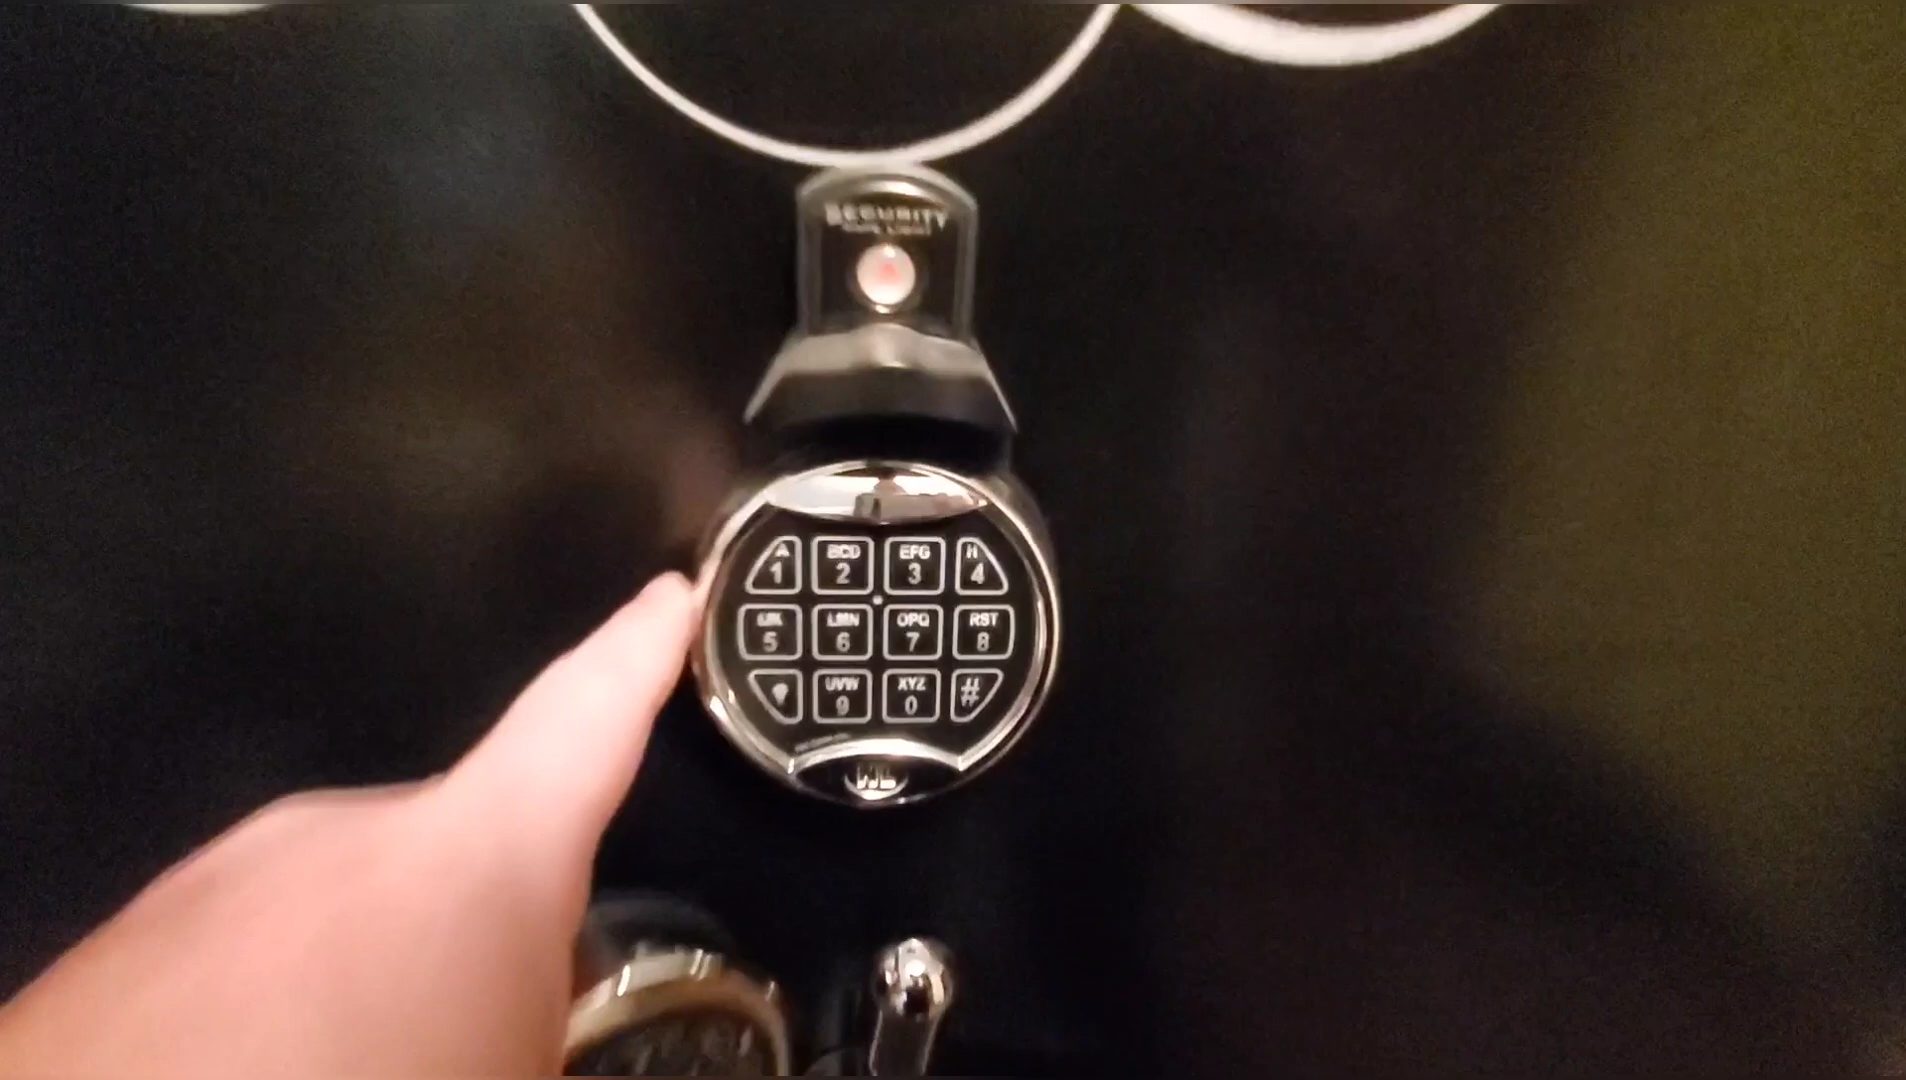 SECURITY
A BCD EFG H
1 2 3 4
IJK LMN OPQ RST
5 6 7 8
UVW XYZ #
9 0